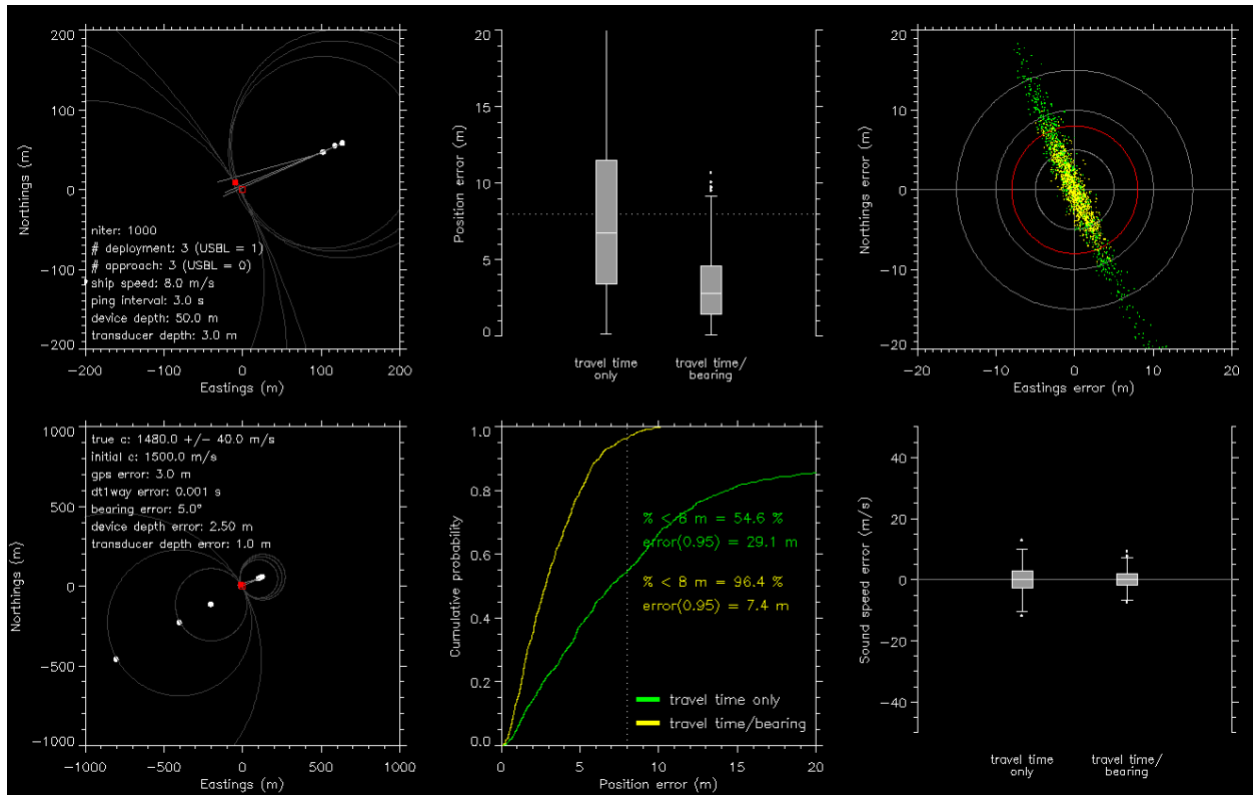 200
100
0
−100
−200
Northings (m)
niter: 1000
# deployment: 3 (USBL = 1)
# approach: 3 (USBL = 0)
ship speed: 8.0 m/s
ping interval: 3.0 s
device depth: 50.0 m
transducer depth: 3.0 m
−200 −100 0 100 200
Eastings (m)
20
15
10
5
0
Position error (m)
travel time
only
travel time/
bearing
20
10
0
−10
−20
Northings error (m)
−20 −10 0 10 20
Eastings error (m)
1000
500
0
−500
−1000
Northings (m)
true c: 1480.0 +/− 40.0 m/s
initial c: 1500.0 m/s
gps error: 3.0 m
dt1way error: 0.001 s
bearing error: 5.0°
device depth error: 2.50 m
transducer depth error: 1.0 m
−1000 −500 0 500 1000
Eastings (m)
1.0
0.8
0.6
0.4
0.2
0.0
Cumulative probability
% < 8 m = 54.6 %
error(0.95) = 29.1 m
% < 8 m = 96.4 %
error(0.95) = 7.4 m
travel time only
travel time/bearing
0 5 10 15 20
Position error (m)
40
20
0
−20
−40
Sound speed error (m/s)
travel time
only
travel time/
bearing